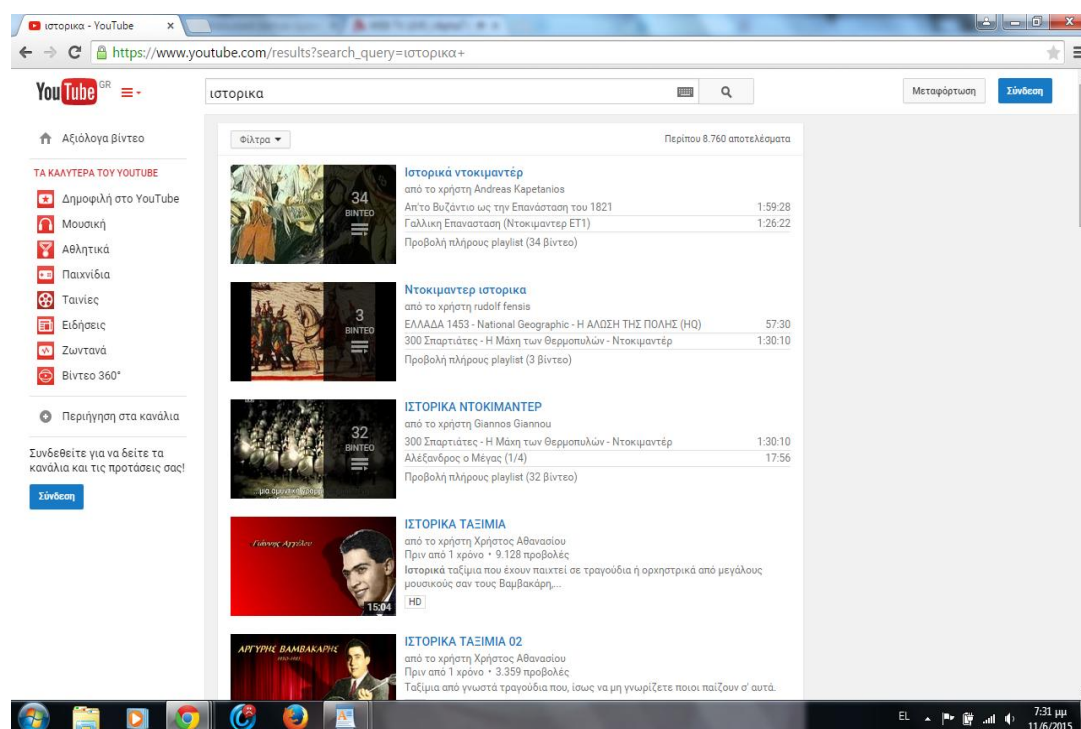 ιστορικα - YouTube
https://www.youtube.com/results?search_query=ιστορικα+
YouTube GR
ιστορικα
Μεταφόρτωση
Σύνδεση
Αξιόλογα βίντεο
ΤΑ ΚΑΛΥΤΕΡΑ ΤΟΥ YOUTUBE
Δημοφιλή στο YouTube
Μουσική
Αθλητικά
Παιχνίδια
Ταινίες
Ειδήσεις
Ζωντανά
Βίντεο 360°
Περιήγηση στα κανάλια
Συνδεθείτε για να δείτε τα
κανάλια και τις προτάσεις σας!
Σύνδεση
Φίλτρα
Περίπου 8.760 αποτελέσματα
34
ΒΙΝΤΕΟ
Ιστορικά ντοκιμαντέρ
από το χρήστη Andreas Kapetanios
Απ'το Βυζάντιο ως την Επανάσταση του 1821 1:59:28
Γαλλικη Επανασταση (Ντοκιμαντερ ΕΤ1) 1:26:22
Προβολή πλήρους playlist (34 βίντεο)
3
ΒΙΝΤΕΟ
Ντοκιμαντερ ιστορικα
από το χρήστη rudolf fensis
ΕΛΛΑΔΑ 1453 - National Geographic - Η ΑΛΩΣΗ ΤΗΣ ΠΟΛΗΣ (HQ) 57:30
300 Σπαρτιάτες - Η Μάχη των Θερμοπυλών - Ντοκιμαντέρ 1:30:10
Προβολή πλήρους playlist (3 βίντεο)
32
ΒΙΝΤΕΟ
ΙΣΤΟΡΙΚΑ ΝΤΟΚΙΜΑΝΤΕΡ
από το χρήστη Giannos Giannou
300 Σπαρτιάτες - Η Μάχη των Θερμοπυλών - Ντοκιμαντέρ 1:30:10
Αλέξανδρος ο Μέγας (1/4) 17:56
Προβολή πλήρους playlist (32 βίντεο)
Γιάννης Αγγέλου
15:04
ΙΣΤΟΡΙΚΑ ΤΑΞΙΜΙΑ
από το χρήστη Χρήστος Αθανασίου
Πριν από 1 χρόνο • 9.128 προβολές
Ιστορικά ταξίμια που έχουν παιχτεί σε τραγούδια ή ορχηστρικά από μεγάλους
μουσικούς σαν τους Βαμβακάρη,...
HD
ΑΡΓΥΡΗΣ ΒΑΜΒΑΚΑΡΗΣ
ΙΣΤΟΡΙΚΑ ΤΑΞΙΜΙΑ 02
από το χρήστη Χρήστος Αθανασίου
Πριν από 1 χρόνο • 3.359 προβολές
Ταξίμια από γνωστά τραγούδια που, ίσως να μη γνωρίζετε ποιοι παίζουν σ' αυτά.
EL
7:31 μμ
11/6/2015